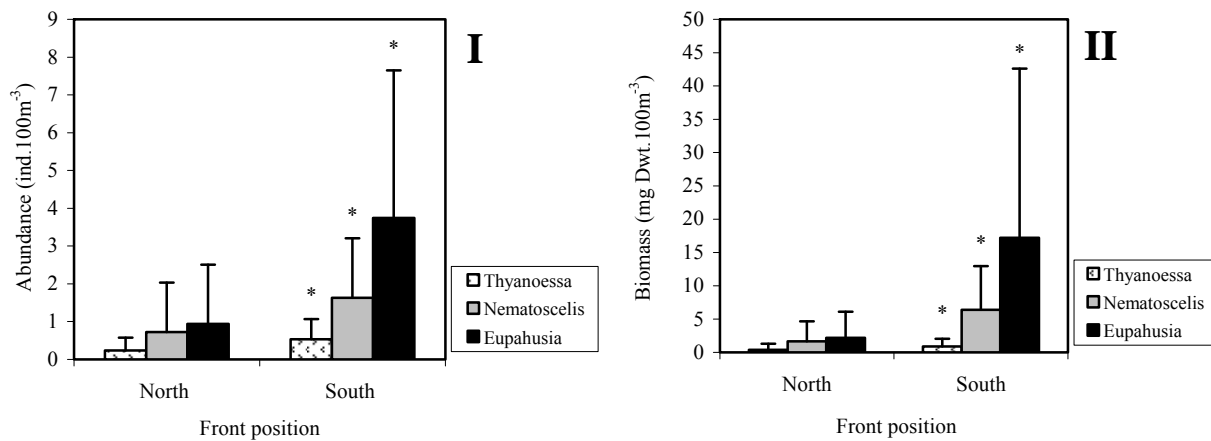 I
9
8
7
6
5
4
3
2
1
0
Abundance (ind.100m⁻³)
*
*
*
North
South
Front position
Thyanoessa
Nematoscelis
Eupahusia
II
50
45
40
35
30
25
20
15
10
5
0
Biomass (mg Dwt.100m⁻³)
*
*
*
North
South
Front position
Thyanoessa
Nematoscelis
Eupahusia